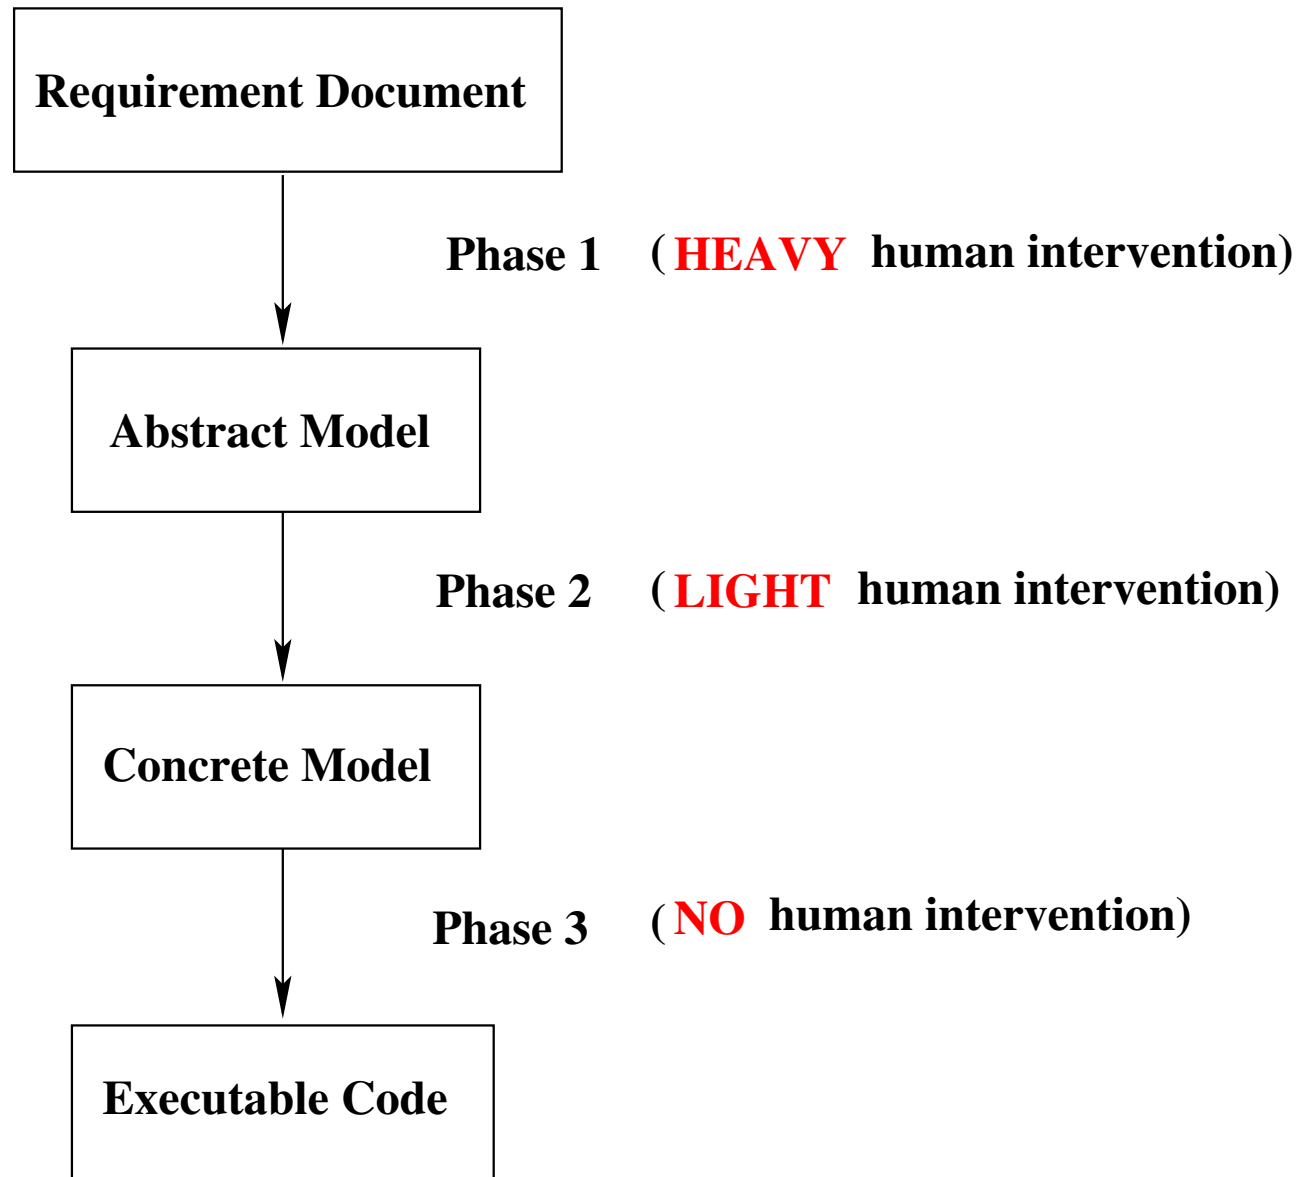 Requirement Document
Phase 1 ( HEAVY human intervention)
Abstract Model
Phase 2 ( LIGHT human intervention)
Concrete Model
Phase 3 ( NO human intervention)
Executable Code